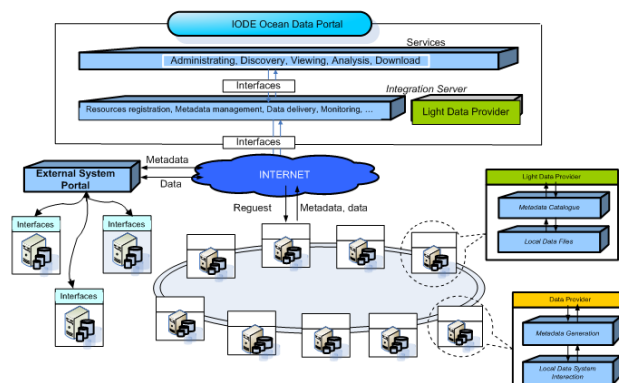 IODE Ocean Data Portal
Services
Administrating, Discovery, Viewing, Analysis, Download
Interfaces
Integration Server
Resources registration, Metadata management, Data delivery, Monitoring, ...
Light Data Provider
Interfaces
Metadata
External System
Portal
Data
INTERNET
Light Data Provider
Metadata Catalogue
Local Data Files
Reguest
Metadata, data
Interfaces
Interfaces
Interfaces
Data Provider
Metadata Generation
Local Data System
Interaction